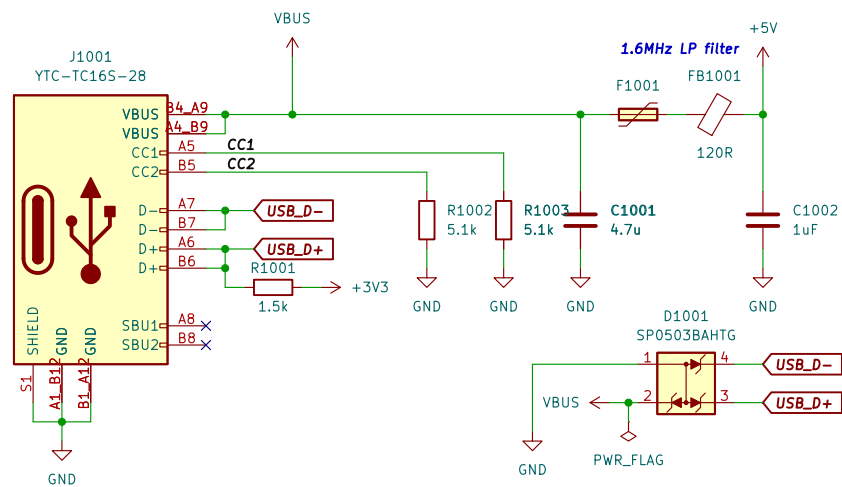 VBUS
+5V
1.6MHz LP filter
J1001
YTC-TC16S-28
F1001
FB1001
120R
VBUS
B4_A9
VBUS
A4_B9
CC1
A5
CC1
CC2
B5
CC2
D-
A7
USB_D-
D-
B7
D+
A6
USB_D+
D+
B6
R1001
1.5k
+3V3
R1002
5.1k
R1003
5.1k
C1001
4.7u
C1002
1uF
GND
GND
GND
GND
SBU1
A8
SBU2
B8
SHIELD
GND
GND
S1
A1_B12
B1_A12
GND
D1001
SP0503BAHTG
1
4
USB_D-
VBUS
2
3
USB_D+
GND
PWR_FLAG